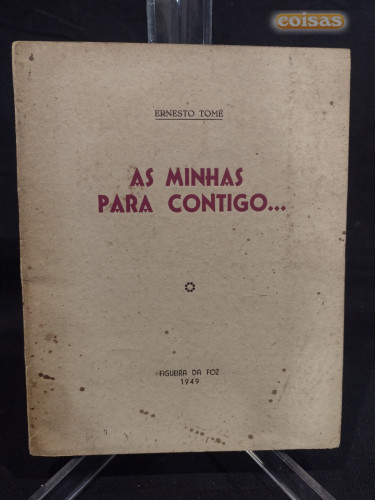 coisas
ERNESTO TOMÉ
AS MINHAS
PARA CONTIGO...
FIGUEIRA DA FOZ
1949